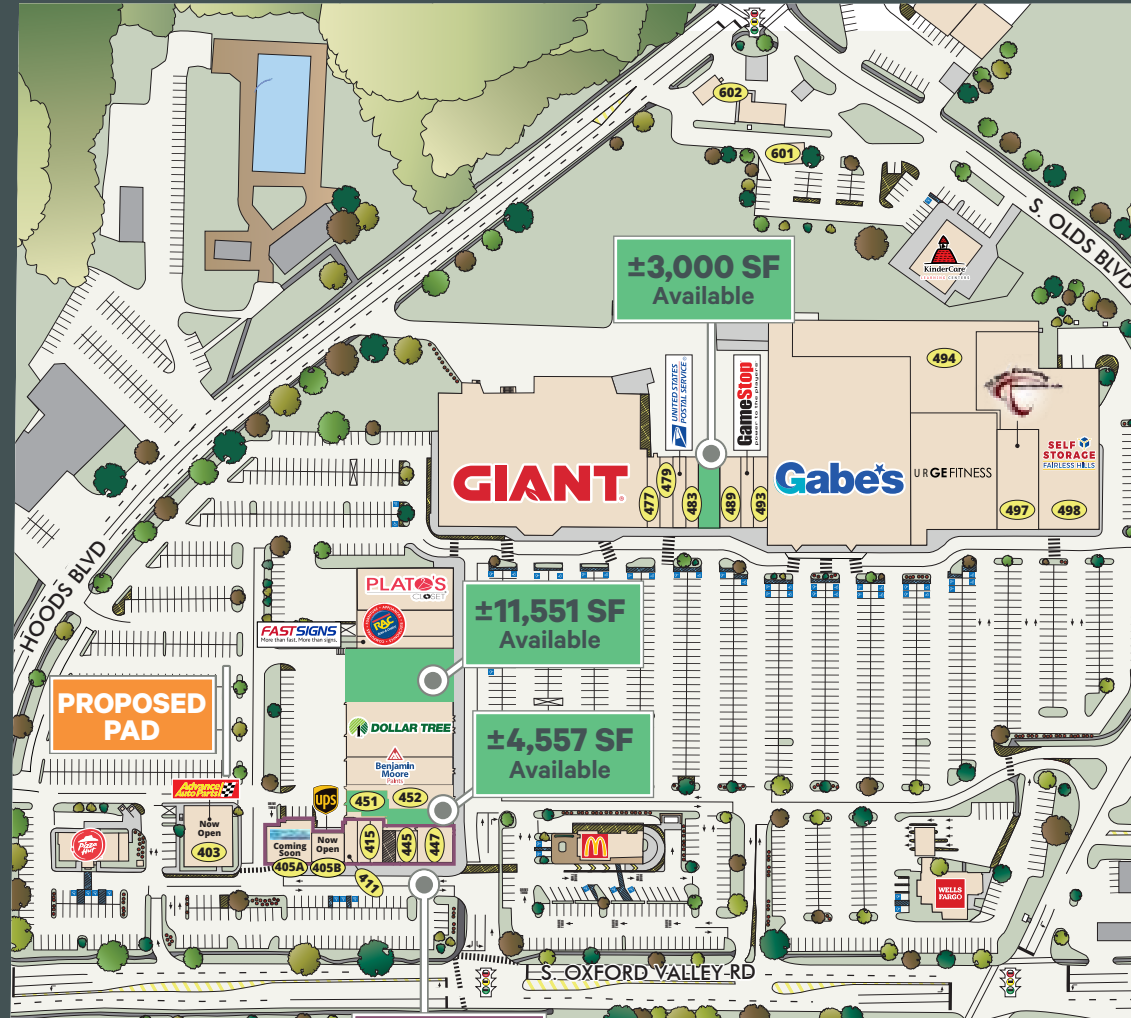 602
601
S. OLDS BLVD
KinderCare
LEARNING CENTERS
±3,000 SF
Available
494
UNITED STATES
POSTAL SERVICE®
GameStop
power to the players®
GIANT
Gabe's
URGEFITNESS
SELF
STORAGE
FAIRLESS HILLS
477
479
483
489
493
497
498
HOODS BLVD
PLATO'S
CLOSET
RAC
FASTSIGNS
More than fast. More than signs.
±11,551 SF
Available
PROPOSED
PAD
DOLLAR TREE
Benjamin
Moore
Paints
±4,557 SF
Available
Advance
Auto Parts
ups
451
452
Pizza
Hut
Now
Open
403
Coming
Soon
405A
Now
Open
405B
415
445
447
411
WELLS
FARGO
S. OXFORD VALLEY RD